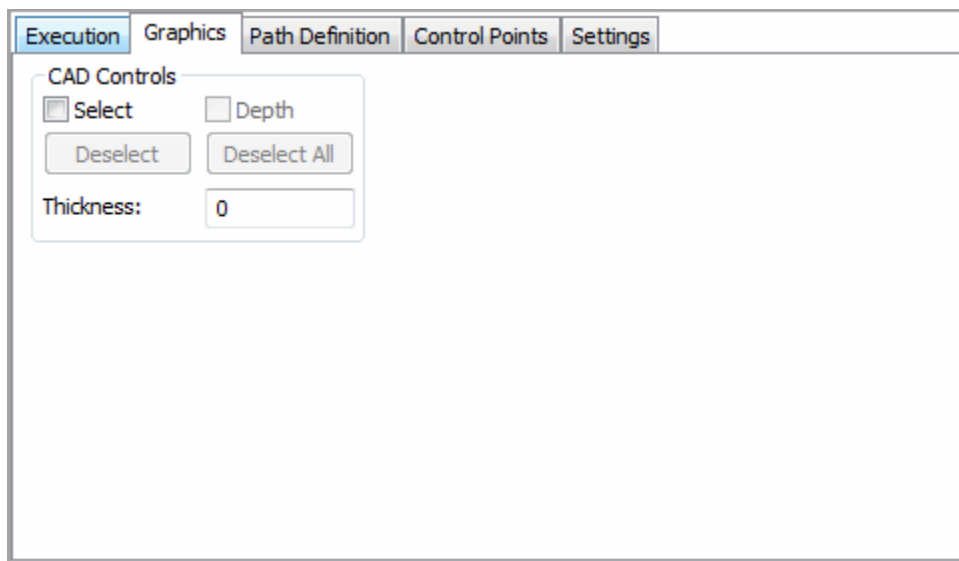 Execution Graphics Path Definition Control Points Settings
CAD Controls
Select Depth
Deselect Deselect All
Thickness: 0